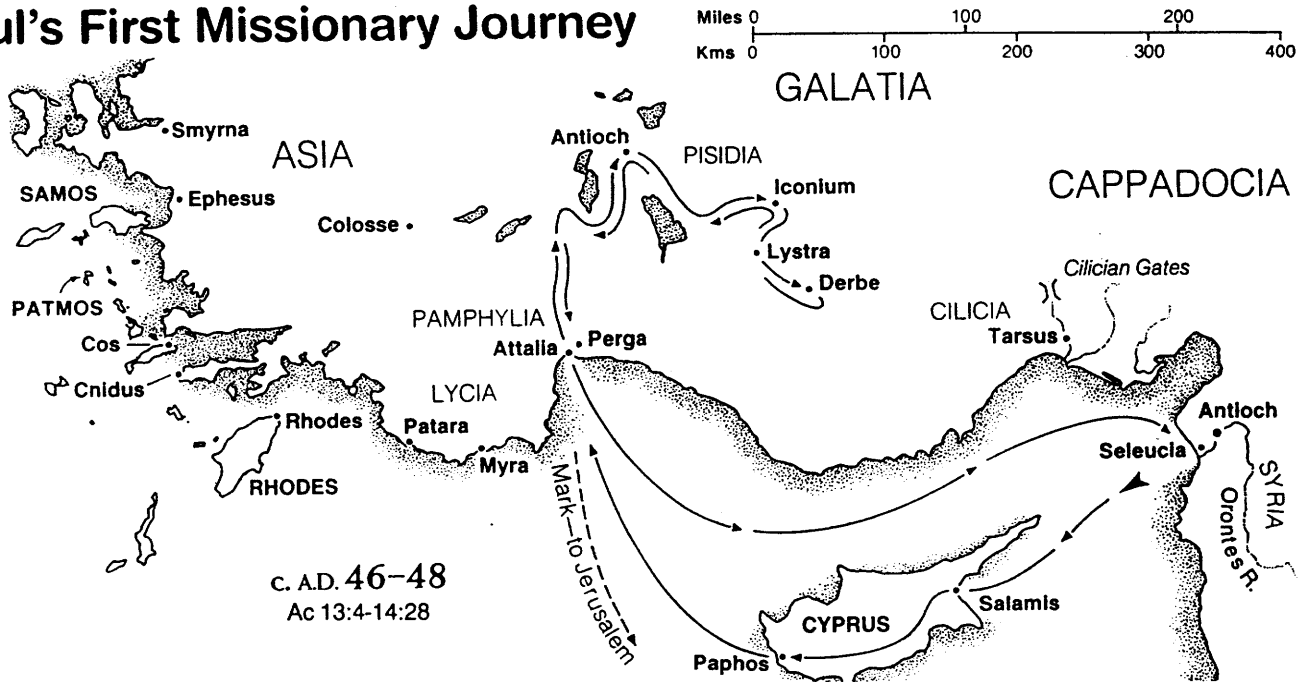 ul's First Missionary Journey
Miles 0 100 200
Kms 0 100 200 300 400
GALATIA
Smyrna
ASIA
Antioch
PISIDIA
SAMOS
Ephesus
Iconium
CAPPADOCIA
Colosse
Lystra
Derbe
Cilician Gates
PATMOS
CILICIA
PAMPHYLIA
Tarsus
Cos
Attalia
Perga
Cnidus
LYCIA
Rhodes
Patara
Antioch
Myra
Seleucia
RHODES
SYRIA
Orontes R.
Mark—to Jerusalem
c. A.D. 46–48
Ac 13:4-14:28
Salamis
CYPRUS
Paphos